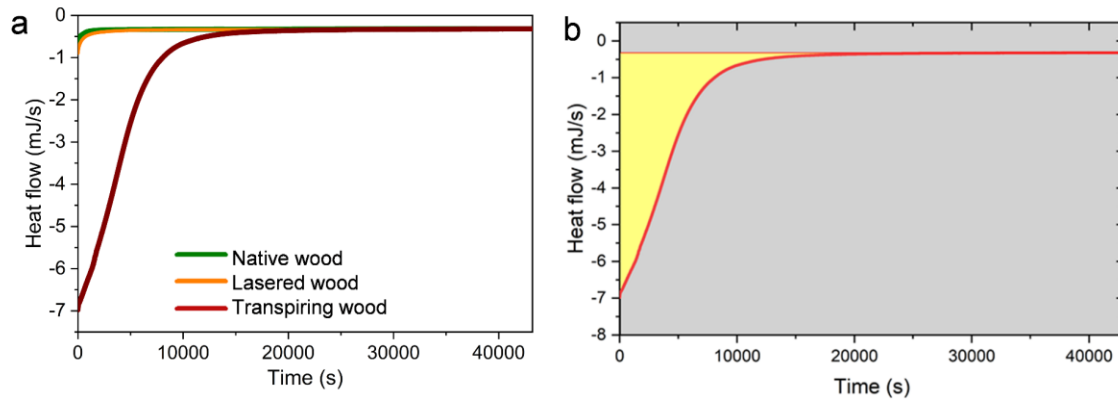 a
0
-1
-2
-3
-4
-5
-6
-7
Heat flow (mJ/s)
Native wood
Lasered wood
Transpiring wood
0 10000 20000 30000 40000
Time (s)
b
0
-1
-2
-3
-4
-5
-6
-7
-8
Heat flow (mJ/s)
0 10000 20000 30000 40000
Time (s)